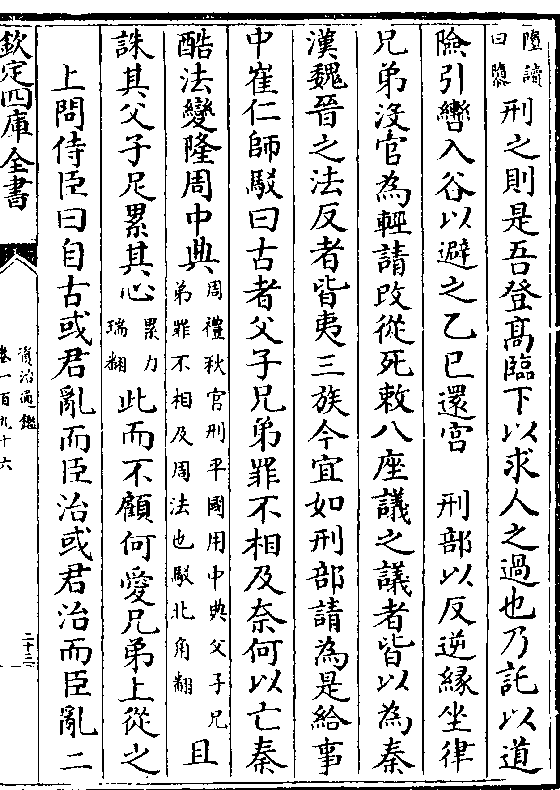 墮讀曰隳刑之則是吾登髙臨下以求人之過也乃託以道
險引轡入谷以避之乙巳還宫　刑部以反逆縁坐律
兄弟沒官為輕請改從死敕八座議之議者皆以為秦
漢魏晉之法反者皆夷三族今宜如刑部請為是給事
中崔仁師駁曰古者父子兄弟罪不相及奈何以亡秦
酷法變隆周中典周禮秋官刑平國用中典父子兄弟罪不相及周法也駁北角翻且
誅其父子足累其心累力瑞翻此而不顧何愛兄弟上從之
上問侍臣曰自古或君亂而臣治或君治而臣亂二
欽定四庫全書
資治通鑑
卷一百九十六
二十三